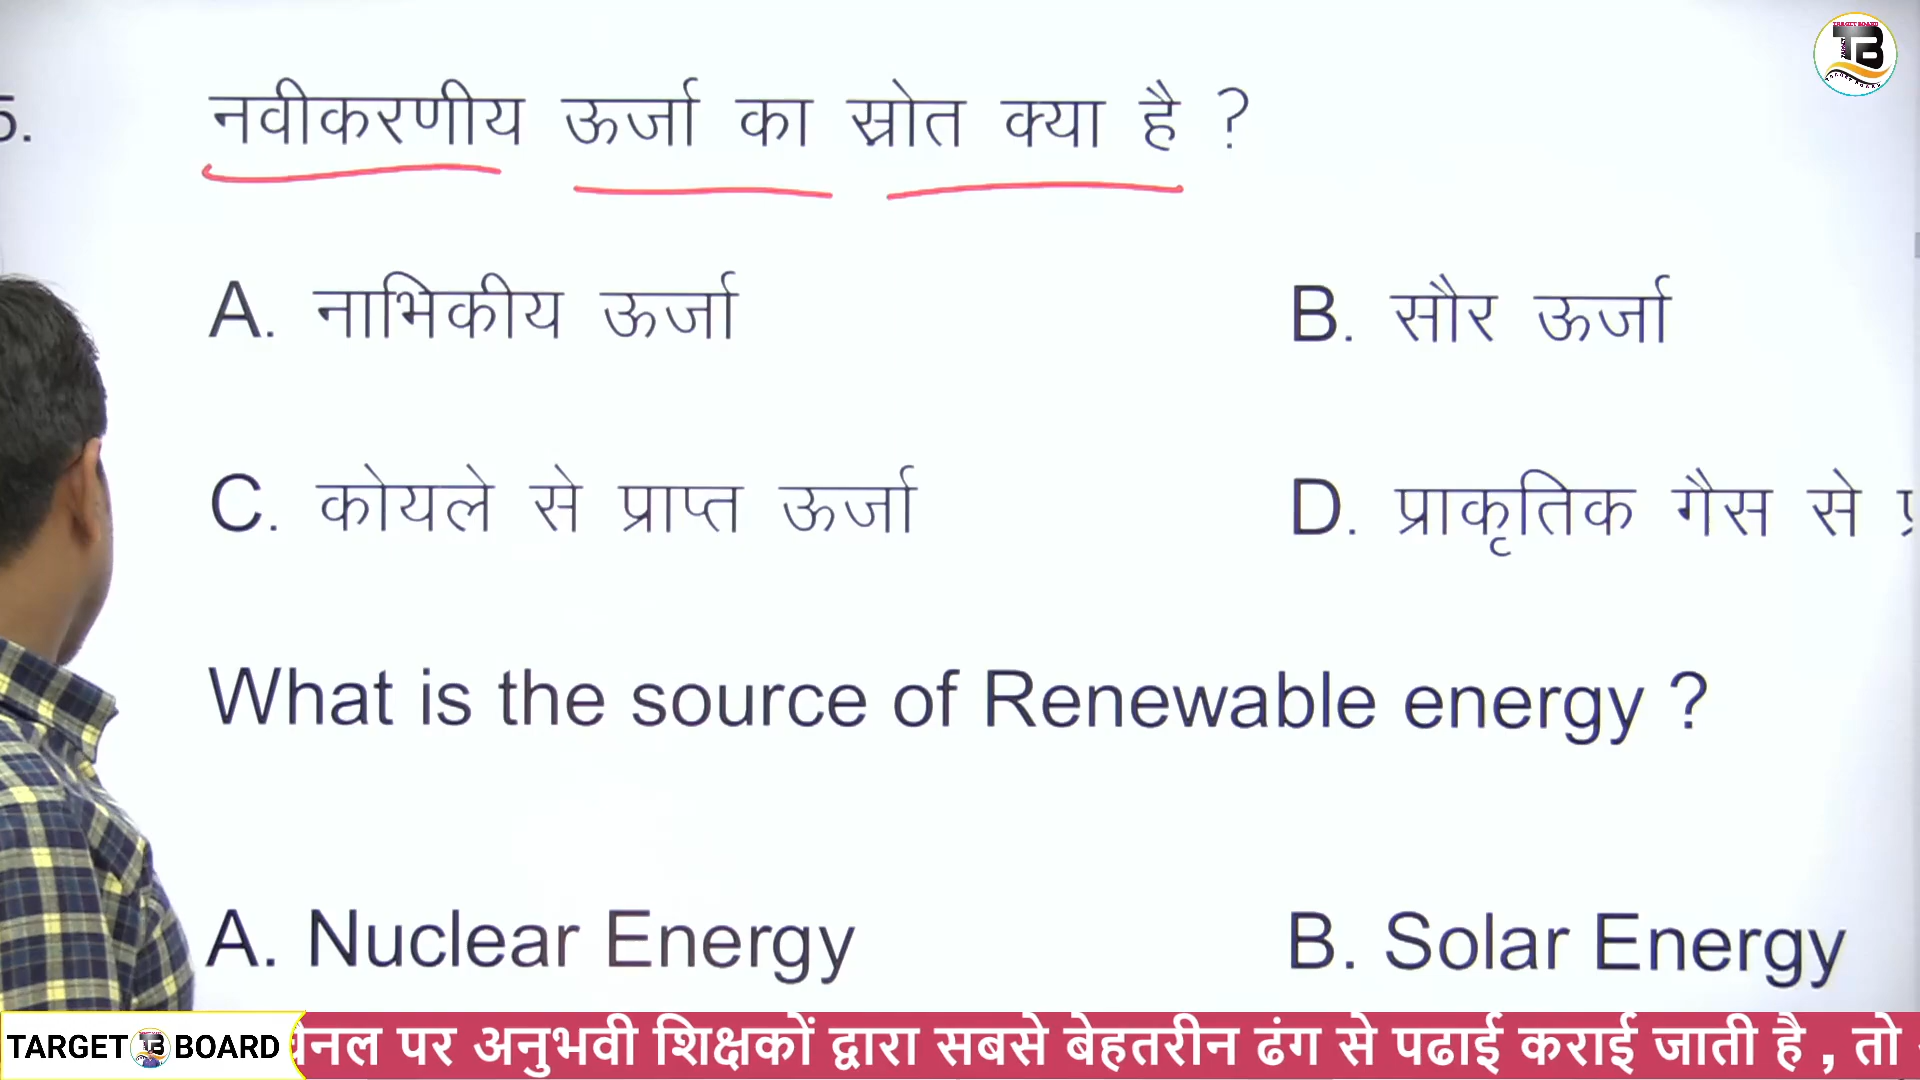 5. नवीकरणीय ऊर्जा का स्रोत क्या है ?
A. नाभिकीय ऊर्जा B. सौर ऊर्जा
C. कोयले से प्राप्त ऊर्जा D. प्राकृतिक गैस से
What is the source of Renewable energy ?
A. Nuclear Energy B. Solar Energy
TARGET BOARD पर अनुभवी शिक्षकों द्वारा सबसे बेहतरीन ढंग से पढाई कराई जाती है , तो